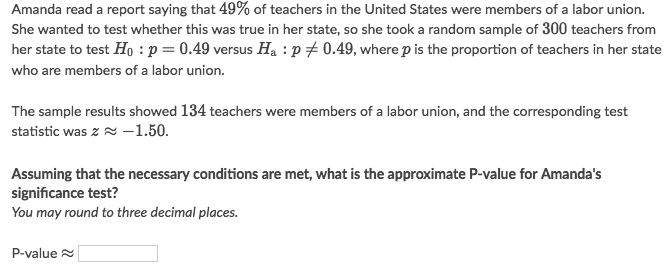 Amanda read a report saying that 49% of teachers in the United States were members of a labor union.
She wanted to test whether this was true in her state, so she took a random sample of 300 teachers from
her state to test H₀ : p = 0.49 versus Hₐ : p ≠ 0.49, where p is the proportion of teachers in her state
who are members of a labor union.
The sample results showed 134 teachers were members of a labor union, and the corresponding test
statistic was z ≈ −1.50.
Assuming that the necessary conditions are met, what is the approximate P-value for Amanda's
significance test?
You may round to three decimal places.
P-value ≈